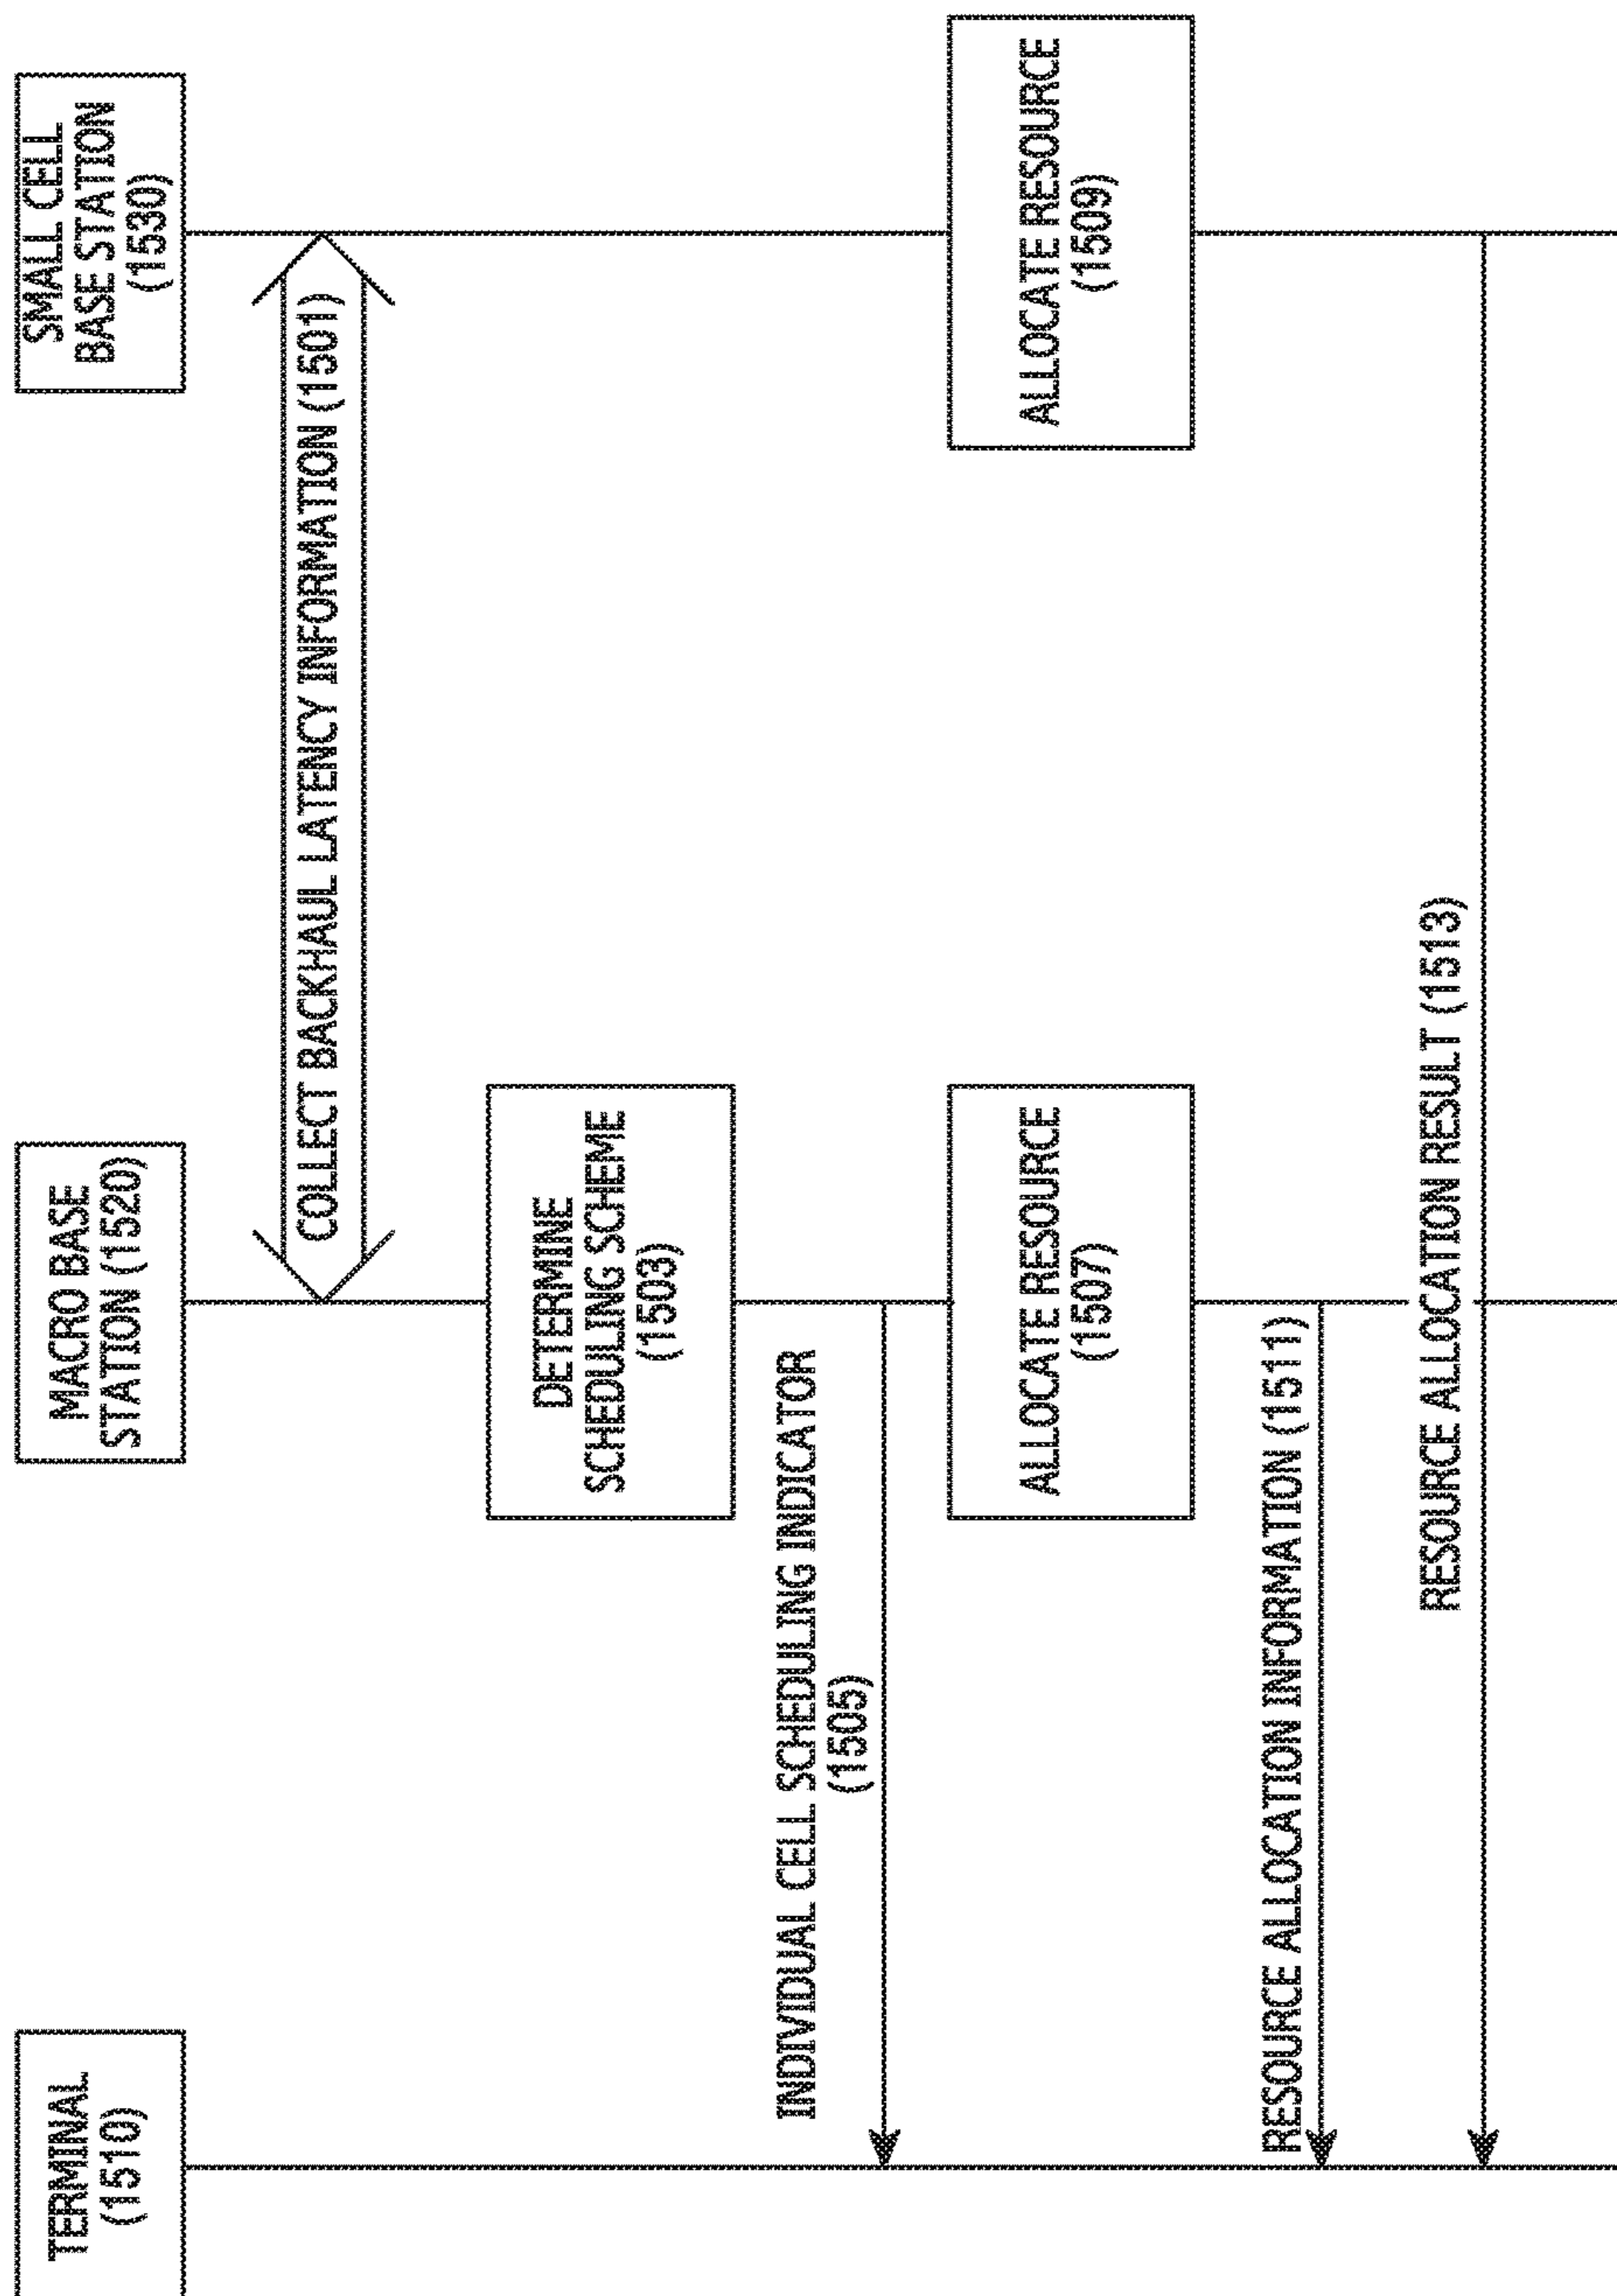 TERMINAL
(1510)
MACRO BASE
STATION (1520)
SMALL CELL
BASE STATION
(1530)
COLLECT BACKHAUL LATENCY INFORMATION (1501)
DETERMINE
SCHEDULING SCHEME
(1503)
INDIVIDUAL CELL SCHEDULING INDICATOR
(1505)
ALLOCATE RESOURCE
(1507)
ALLOCATE RESOURCE
(1509)
RESOURCE ALLOCATION INFORMATION (1511)
RESOURCE ALLOCATION RESULT (1513)